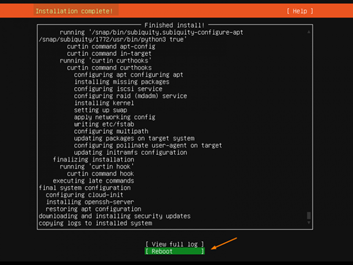 Installation complete!
[ Help ]
Finished install!
running '/snap/bin/subiquity.subiquity-configure-apt
/snap/subiquity/1772/usr/bin/python3 true'
curtin command apt-config
curtin command in-target
running 'curtin curthooks'
curtin command curthooks
configuring apt configuring apt
installing missing packages
configuring iscsi service
configuring raid (mdadm) service
installing kernel
setting up swap
apply networking config
writing etc/fstab
configuring multipath
updating packages on target system
configuring pollinate user-agent on target
updating initramfs configuration
finalizing installation
running 'curtin hook'
curtin command hook
executing late commands
final system configuration
configuring cloud-init
installing openssh-server
restoring apt configuration
downloading and installing security updates
copying logs to installed system
[ View full log ]
[ Reboot ]